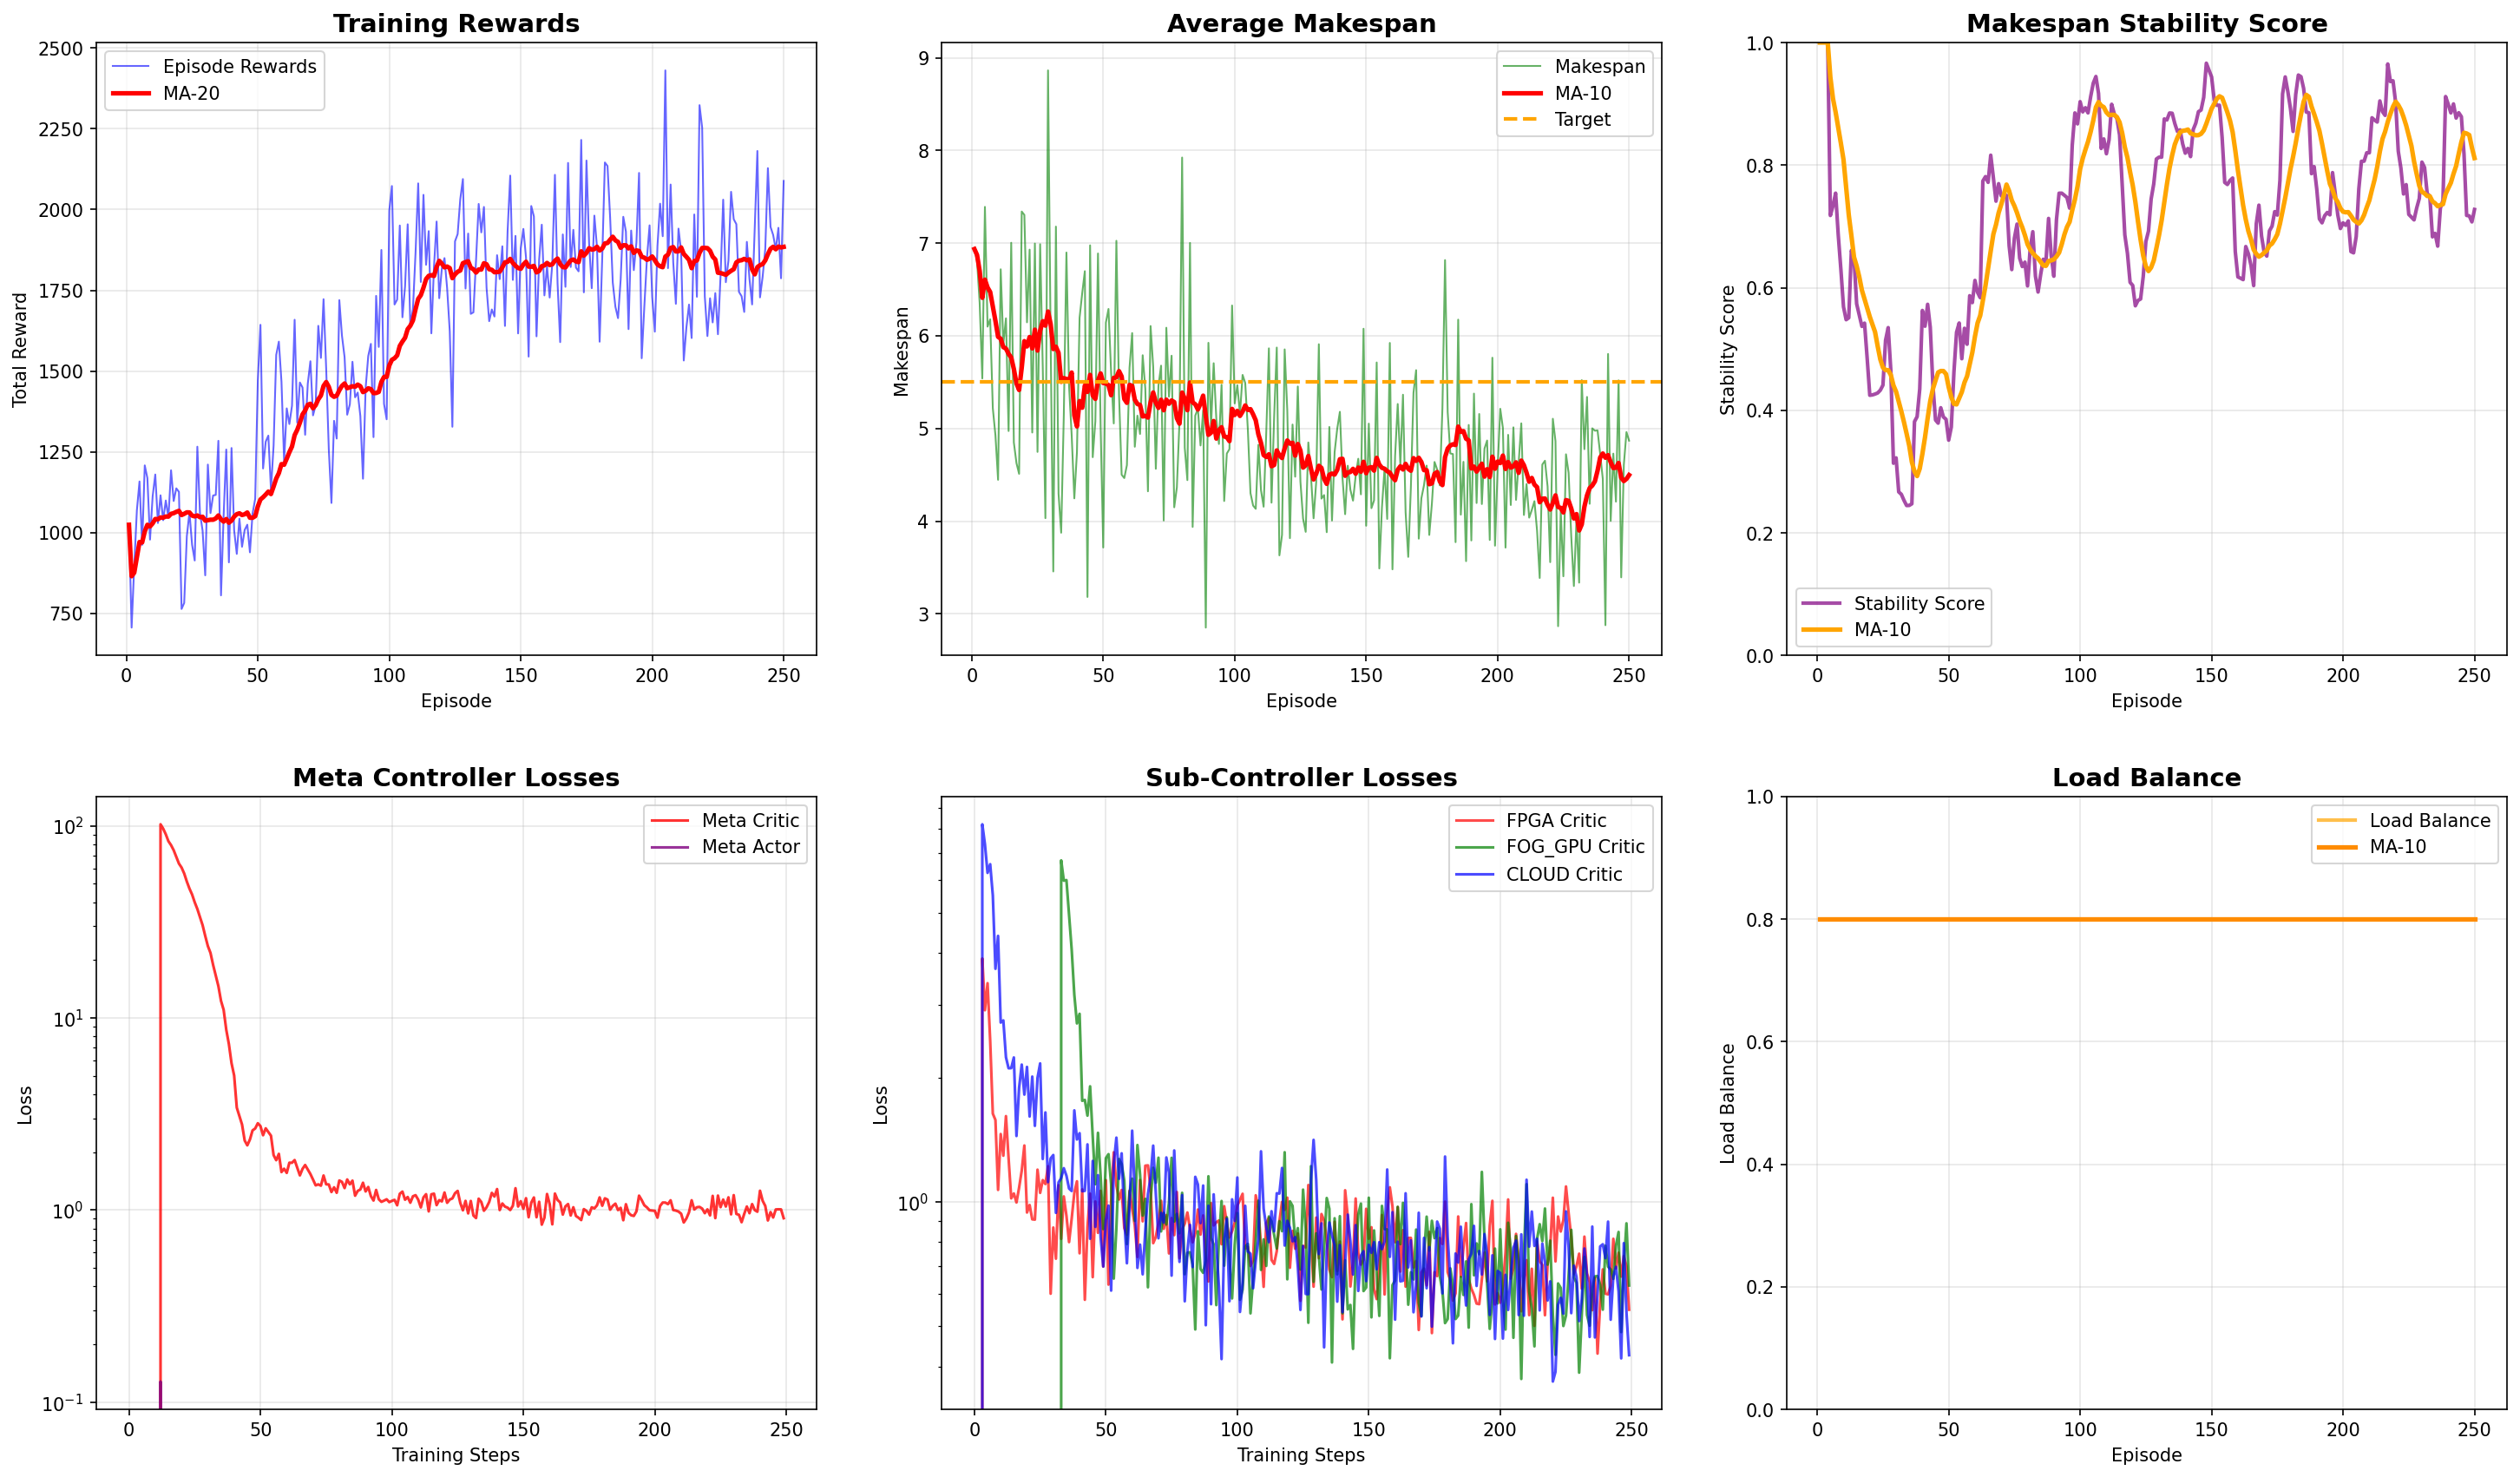 Training Rewards
2500
2250
2000
1750
1500
1250
1000
750
Total Reward
Episode Rewards
MA-20
0 50 100 150 200 250
Episode
Average Makespan
9
8
7
6
5
4
3
Makespan
Makespan
MA-10
Target
0 50 100 150 200 250
Episode
Makespan Stability Score
1.0
0.8
0.6
0.4
0.2
0.0
Stability Score
Stability Score
MA-10
0 50 100 150 200 250
Episode
Meta Controller Losses
10²
10¹
10⁰
10⁻¹
Loss
Meta Critic
Meta Actor
0 50 100 150 200 250
Training Steps
Sub-Controller Losses
10⁰
Loss
FPGA Critic
FOG_GPU Critic
CLOUD Critic
0 50 100 150 200 250
Training Steps
Load Balance
1.0
0.8
0.6
0.4
0.2
0.0
Load Balance
Load Balance
MA-10
0 50 100 150 200 250
Episode